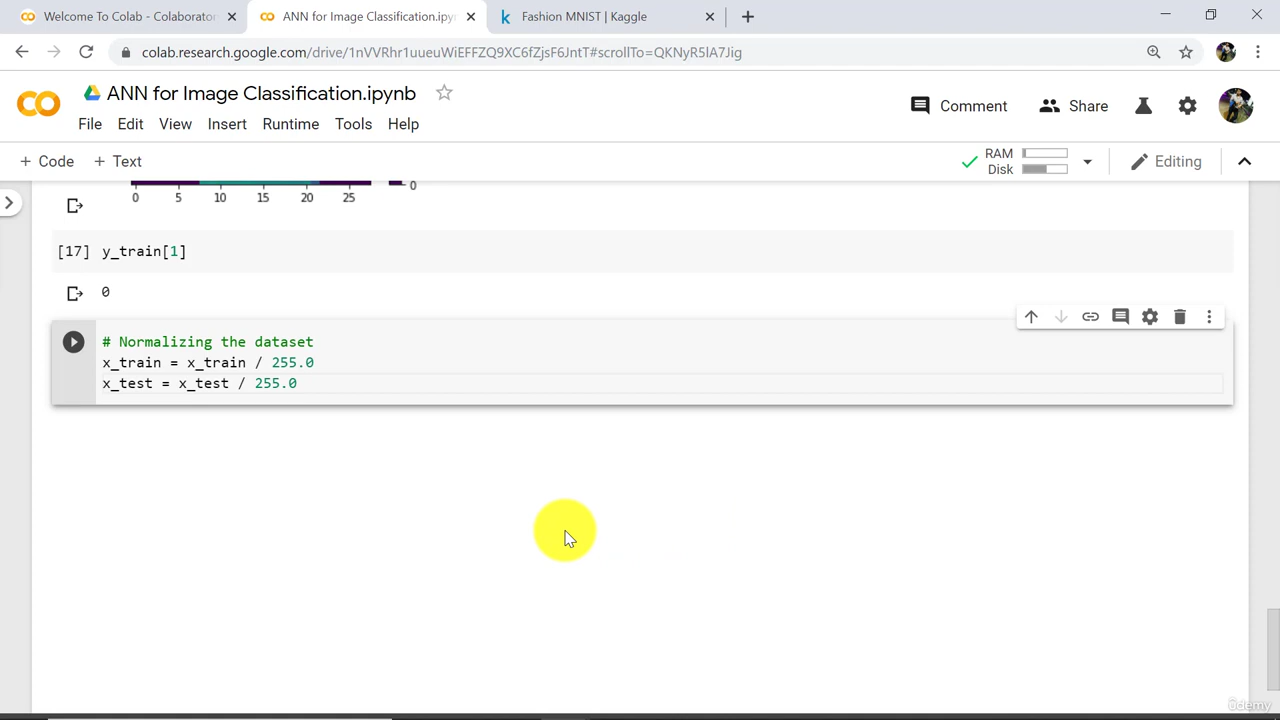 Welcome To Colab - Colaborator
ANN for Image Classification.ipyn
Fashion MNIST | Kaggle
colab.research.google.com/drive/1nVVRhr1uueuWiEFFZQ9XC6fZjsF6JntT#scrollTo=QKNyR5lA7Jig
ANN for Image Classification.ipynb
Comment
Share
File Edit View Insert Runtime Tools Help
+ Code + Text
RAM
Disk
Editing
0
0 5 10 15 20 25
[17] y_train[1]
0
# Normalizing the dataset
x_train = x_train / 255.0
x_test = x_test / 255.0
ûdemy